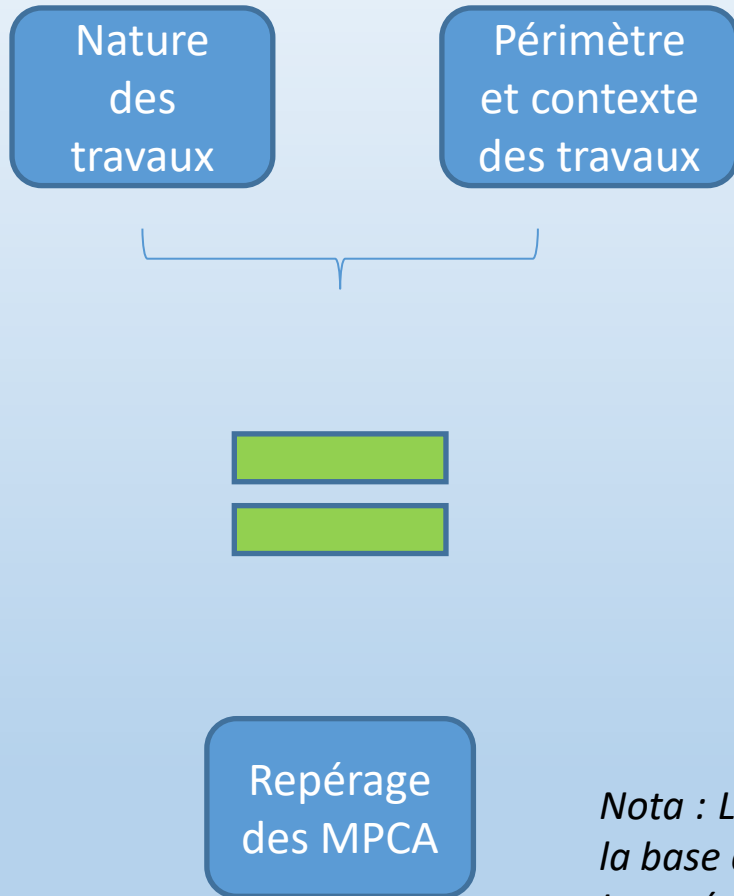 Nature
des
travaux
Périmètre
et contexte
des travaux
Repérage
des MPCA
Nota : L
la base